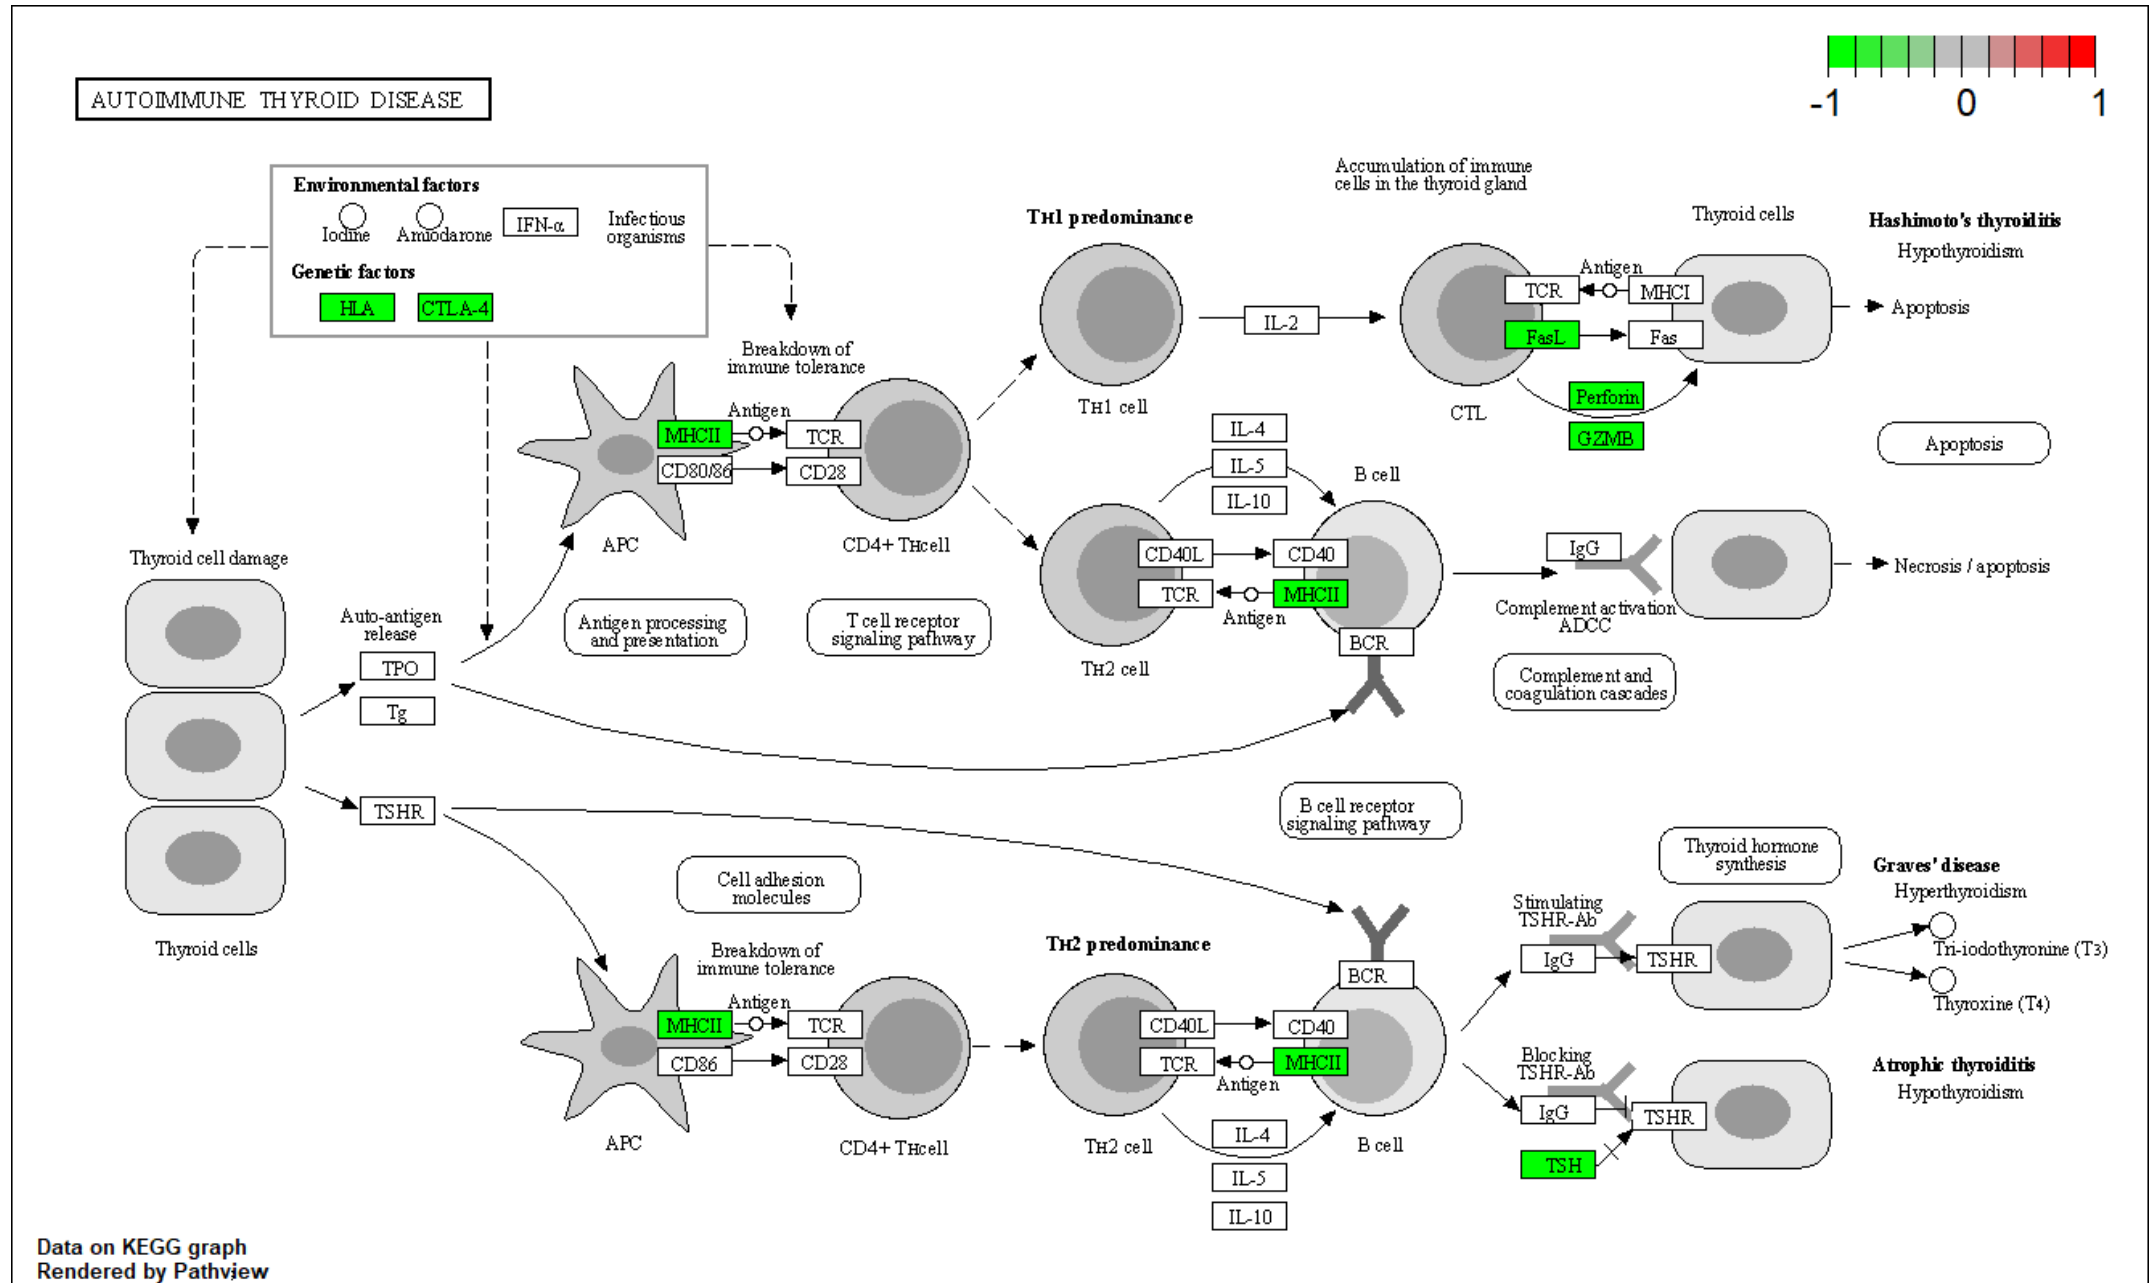 AUTOIMMUNE THYROID DISEASE
-1 0 1
Environmental factors
Iodine
Amiodarone
IFN-α
Infectious
organisms
Genetic factors
HLA
CTLA-4
Breakdown of
immune tolerance
Antigen
MHCII
TCR
CD80/86
CD28
APC
CD4+ THcell
TH1 predominance
TH1 cell
IL-2
Accumulation of immune
cells in the thyroid gland
CTL
TCR
Antigen
MHCI
FasL
Fas
Perforin
GZMB
Thyroid cells
Hashimoto's thyroiditis
Hypothyroidism
Apoptosis
Apoptosis
IL-4
IL-5
IL-10
B cell
CD40L
CD40
TCR
MHCII
Antigen
BCR
TH2 cell
IgG
Complement activation
ADCC
Necrosis / apoptosis
Complement and
coagulation cascades
Thyroid cell damage
Thyroid cells
Auto-antigen
release
TPO
Tg
TSHR
Antigen processing
and presentation
T cell receptor
signaling pathway
B cell receptor
signaling pathway
Cell adhesion
molecules
Breakdown of
immune tolerance
Antigen
MHCII
TCR
CD86
CD28
APC
CD4+ THcell
TH2 predominance
BCR
CD40L
CD40
TCR
MHCII
Antigen
TH2 cell
B cell
IL-4
IL-5
IL-10
Thyroid hormone
synthesis
Stimulating
TSHR-Ab
IgG
TSHR
Graves' disease
Hyperthyroidism
Tri-iodothyronine (T3)
Thyroxine (T4)
Blocking
TSHR-Ab
IgG
TSHR
TSH
Atrophic thyroiditis
Hypothyroidism
Data on KEGG graph
Rendered by Pathview